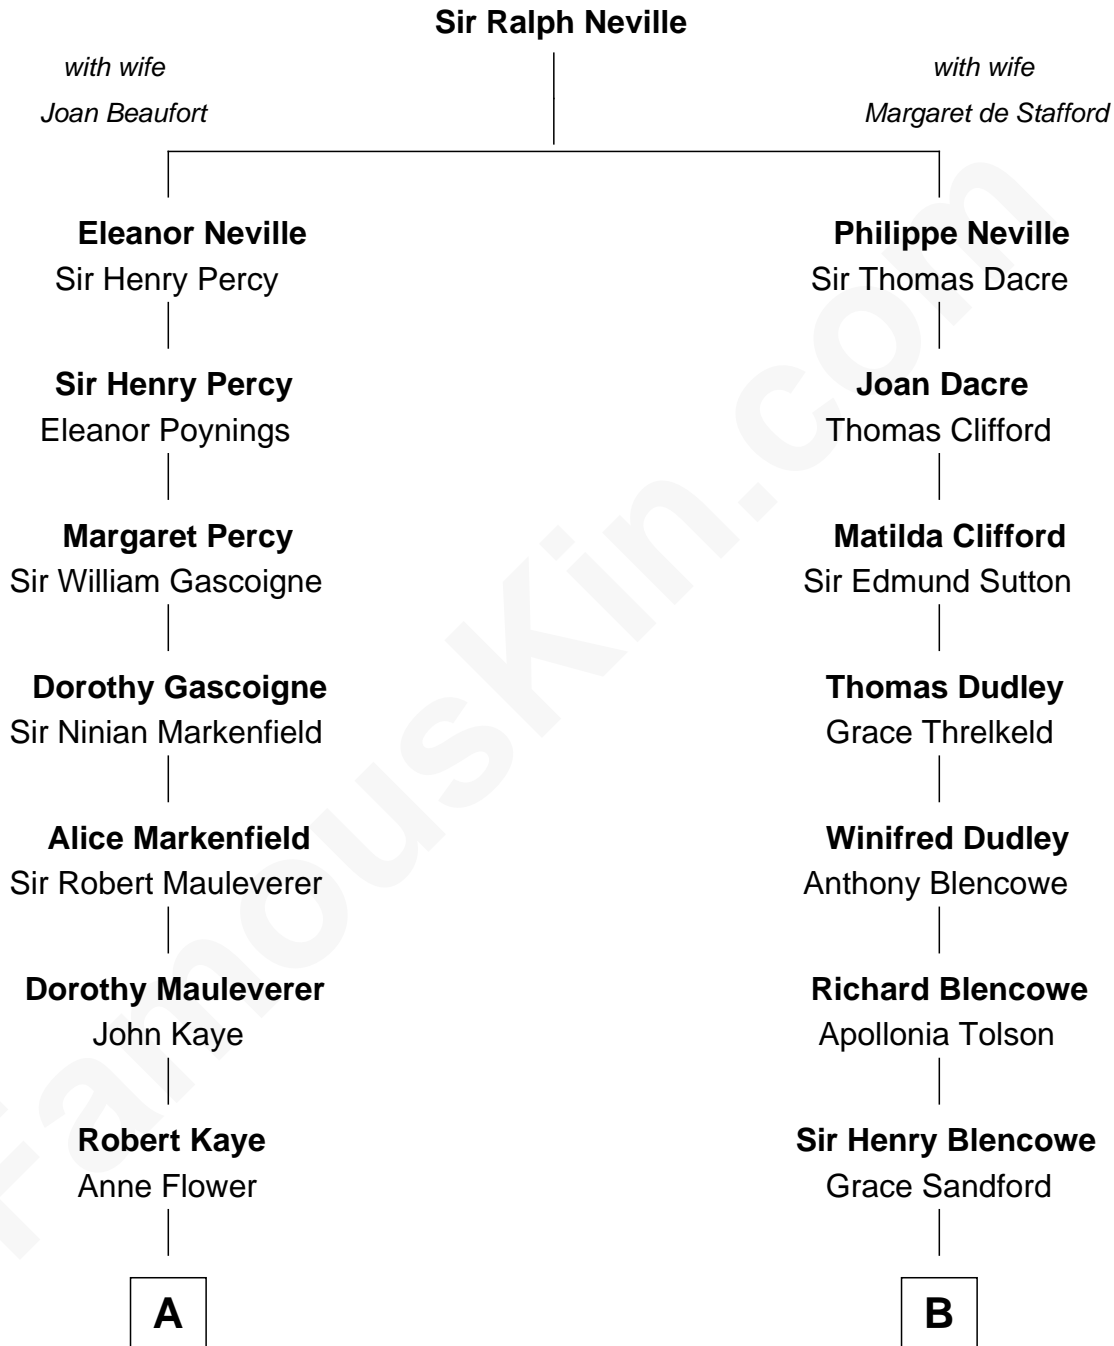 Sir Ralph Neville
with wife
Joan Beaufort
with wife
Margaret de Stafford
Eleanor Neville
Sir Henry Percy
Philippe Neville
Sir Thomas Dacre
Sir Henry Percy
Eleanor Poynings
Joan Dacre
Thomas Clifford
Margaret Percy
Sir William Gascoigne
Matilda Clifford
Sir Edmund Sutton
Dorothy Gascoigne
Sir Ninian Markenfield
Thomas Dudley
Grace Threlkeld
Alice Markenfield
Sir Robert Mauleverer
Winifred Dudley
Anthony Blencowe
Dorothy Mauleverer
John Kaye
Richard Blencowe
Apollonia Tolson
Robert Kaye
Anne Flower
Sir Henry Blencowe
Grace Sandford
A
B
FamousKin.com